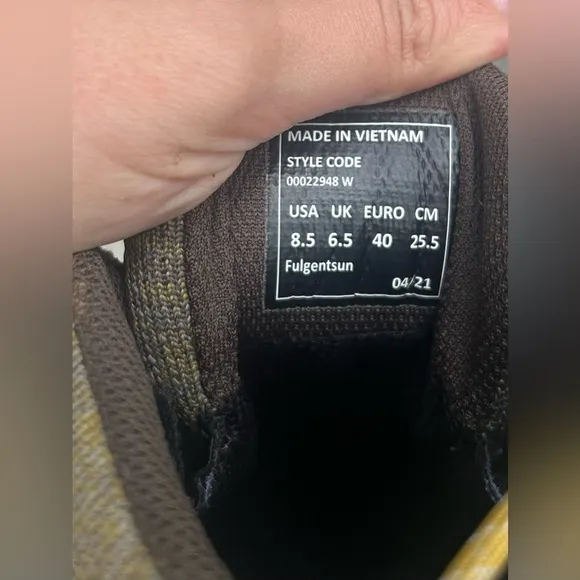 MADE IN VIETNAM
STYLE CODE
00022948 W
USA UK EURO CM
8.5 6.5 40 25.5
Fulgentsun
04/21